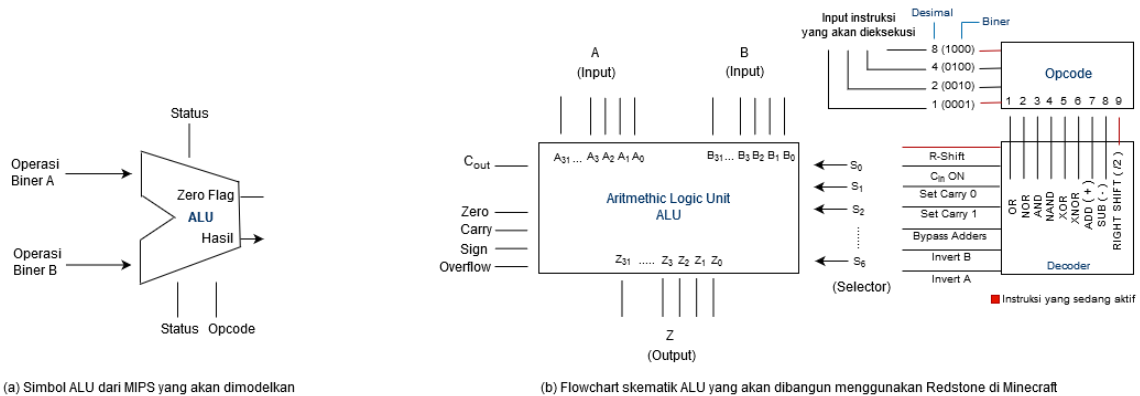 Status
Operasi
Biner A
Zero Flag
ALU
Hasil
Operasi
Biner B
Status Opcode
(a) Simbol ALU dari MIPS yang akan dimodelkan
Input instruksi
yang akan dieksekusi
Desimal
Biner
8 (1000)
4 (0100)
2 (0010)
1 (0001)
Opcode
1 2 3 4 5 6 7 8 9
A
(Input)
B
(Input)
A31 ... A3 A2 A1 A0
B31 ... B3 B2 B1 B0
Cout
Aritmethic Logic Unit
ALU
Zero
Carry
Sign
Overflow
Z31 ..... Z3 Z2 Z1 Z0
Z
(Output)
S0
S1
S2
......
S6
(Selector)
R-Shift
Cin ON
Set Carry 0
Set Carry 1
Bypass Adders
Invert B
Invert A
OR
NOR
AND
NAND
XOR
XNOR
ADD (+)
SUB (-)
RIGHT SHIFT (/2 )
Decoder
Instruksi yang sedang aktif
(b) Flowchart skematik ALU yang akan dibangun menggunakan Redstone di Minecraft